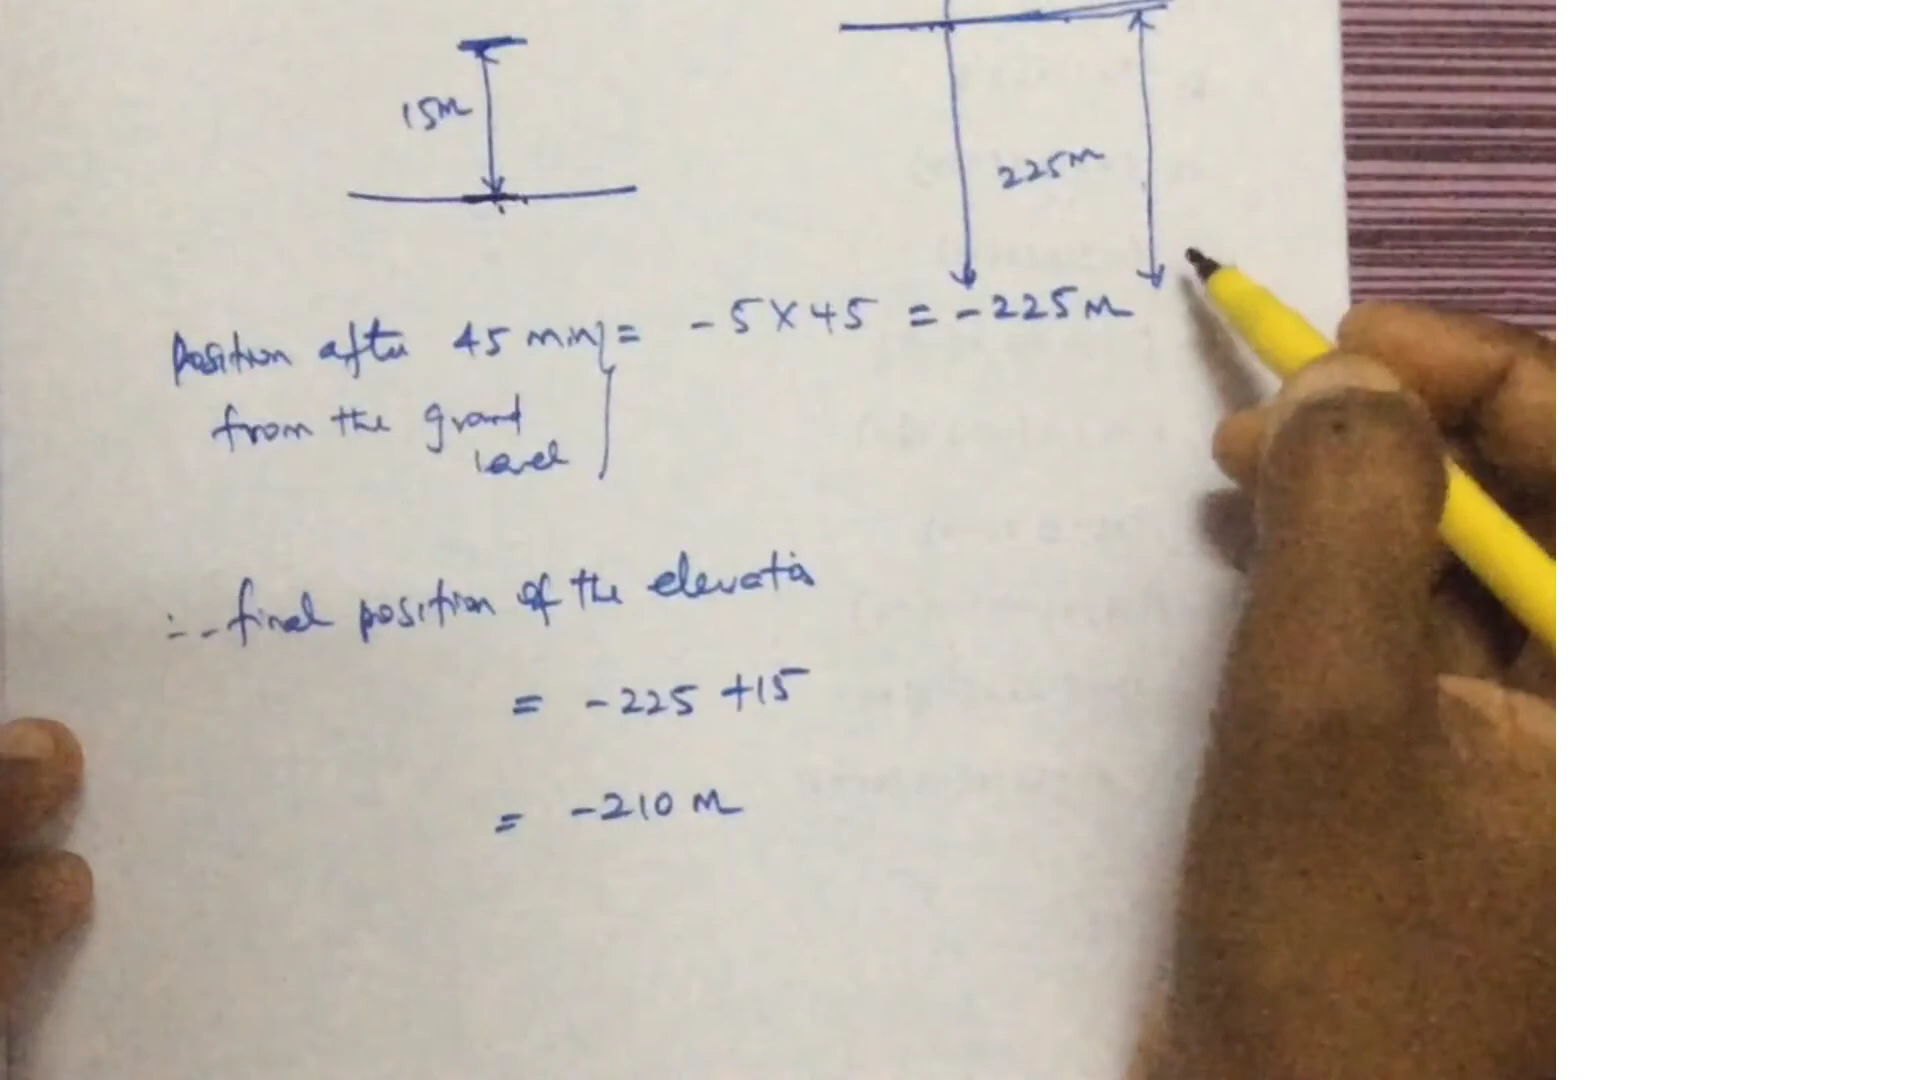 15m
225m
Position after 45 min = -5 × 45 = -225 m
from the ground
level
∴ final position of the elevator
= -225 +15
= -210 m